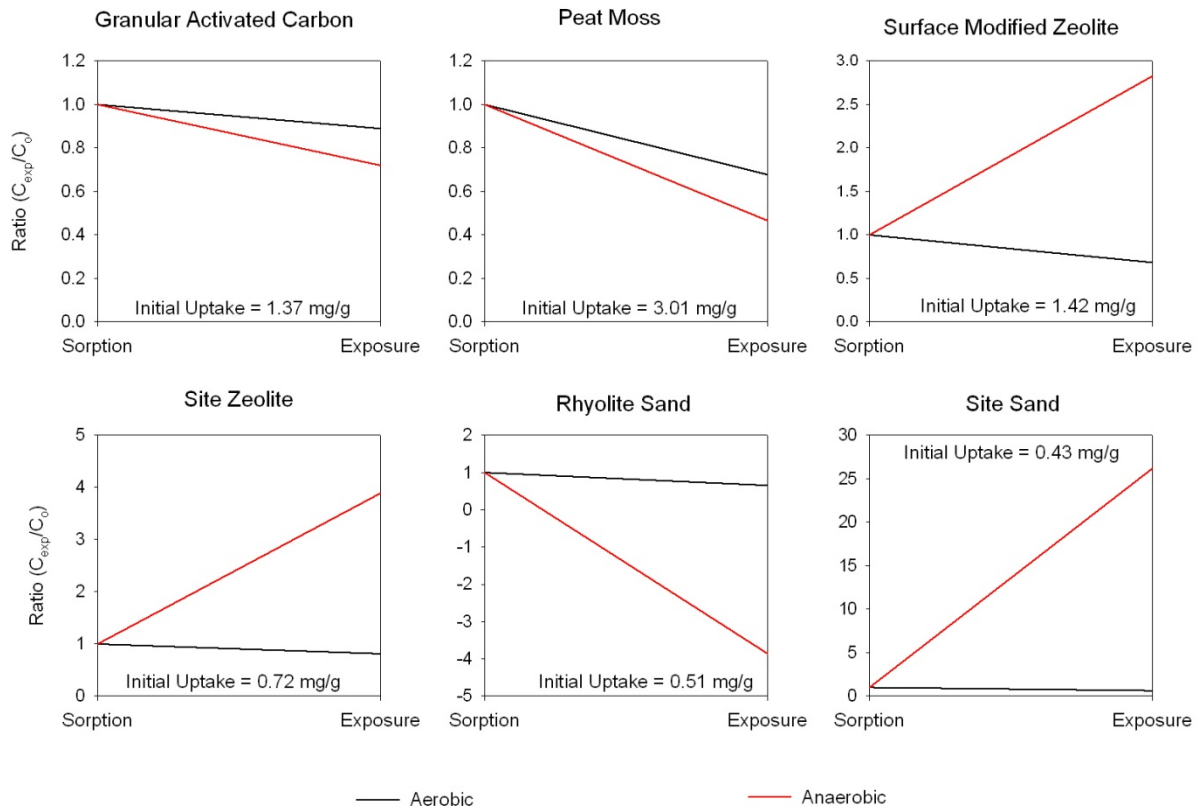 Granular Activated Carbon
Peat Moss
Surface Modified Zeolite
Ratio (Cexp/Co)
1.2
1.0
0.8
0.6
0.4
0.2
0.0
Initial Uptake = 1.37 mg/g
Sorption
Exposure
1.2
1.0
0.8
0.6
0.4
0.2
0.0
Initial Uptake = 3.01 mg/g
Sorption
Exposure
3.0
2.5
2.0
1.5
1.0
0.5
0.0
Initial Uptake = 1.42 mg/g
Sorption
Exposure
Site Zeolite
Rhyolite Sand
Site Sand
Ratio (Cexp/Co)
5
4
3
2
1
0
Initial Uptake = 0.72 mg/g
Sorption
Exposure
2
1
0
-1
-2
-3
-4
-5
Initial Uptake = 0.51 mg/g
Sorption
Exposure
30
25
20
15
10
5
0
Initial Uptake = 0.43 mg/g
Sorption
Exposure
Aerobic
Anaerobic